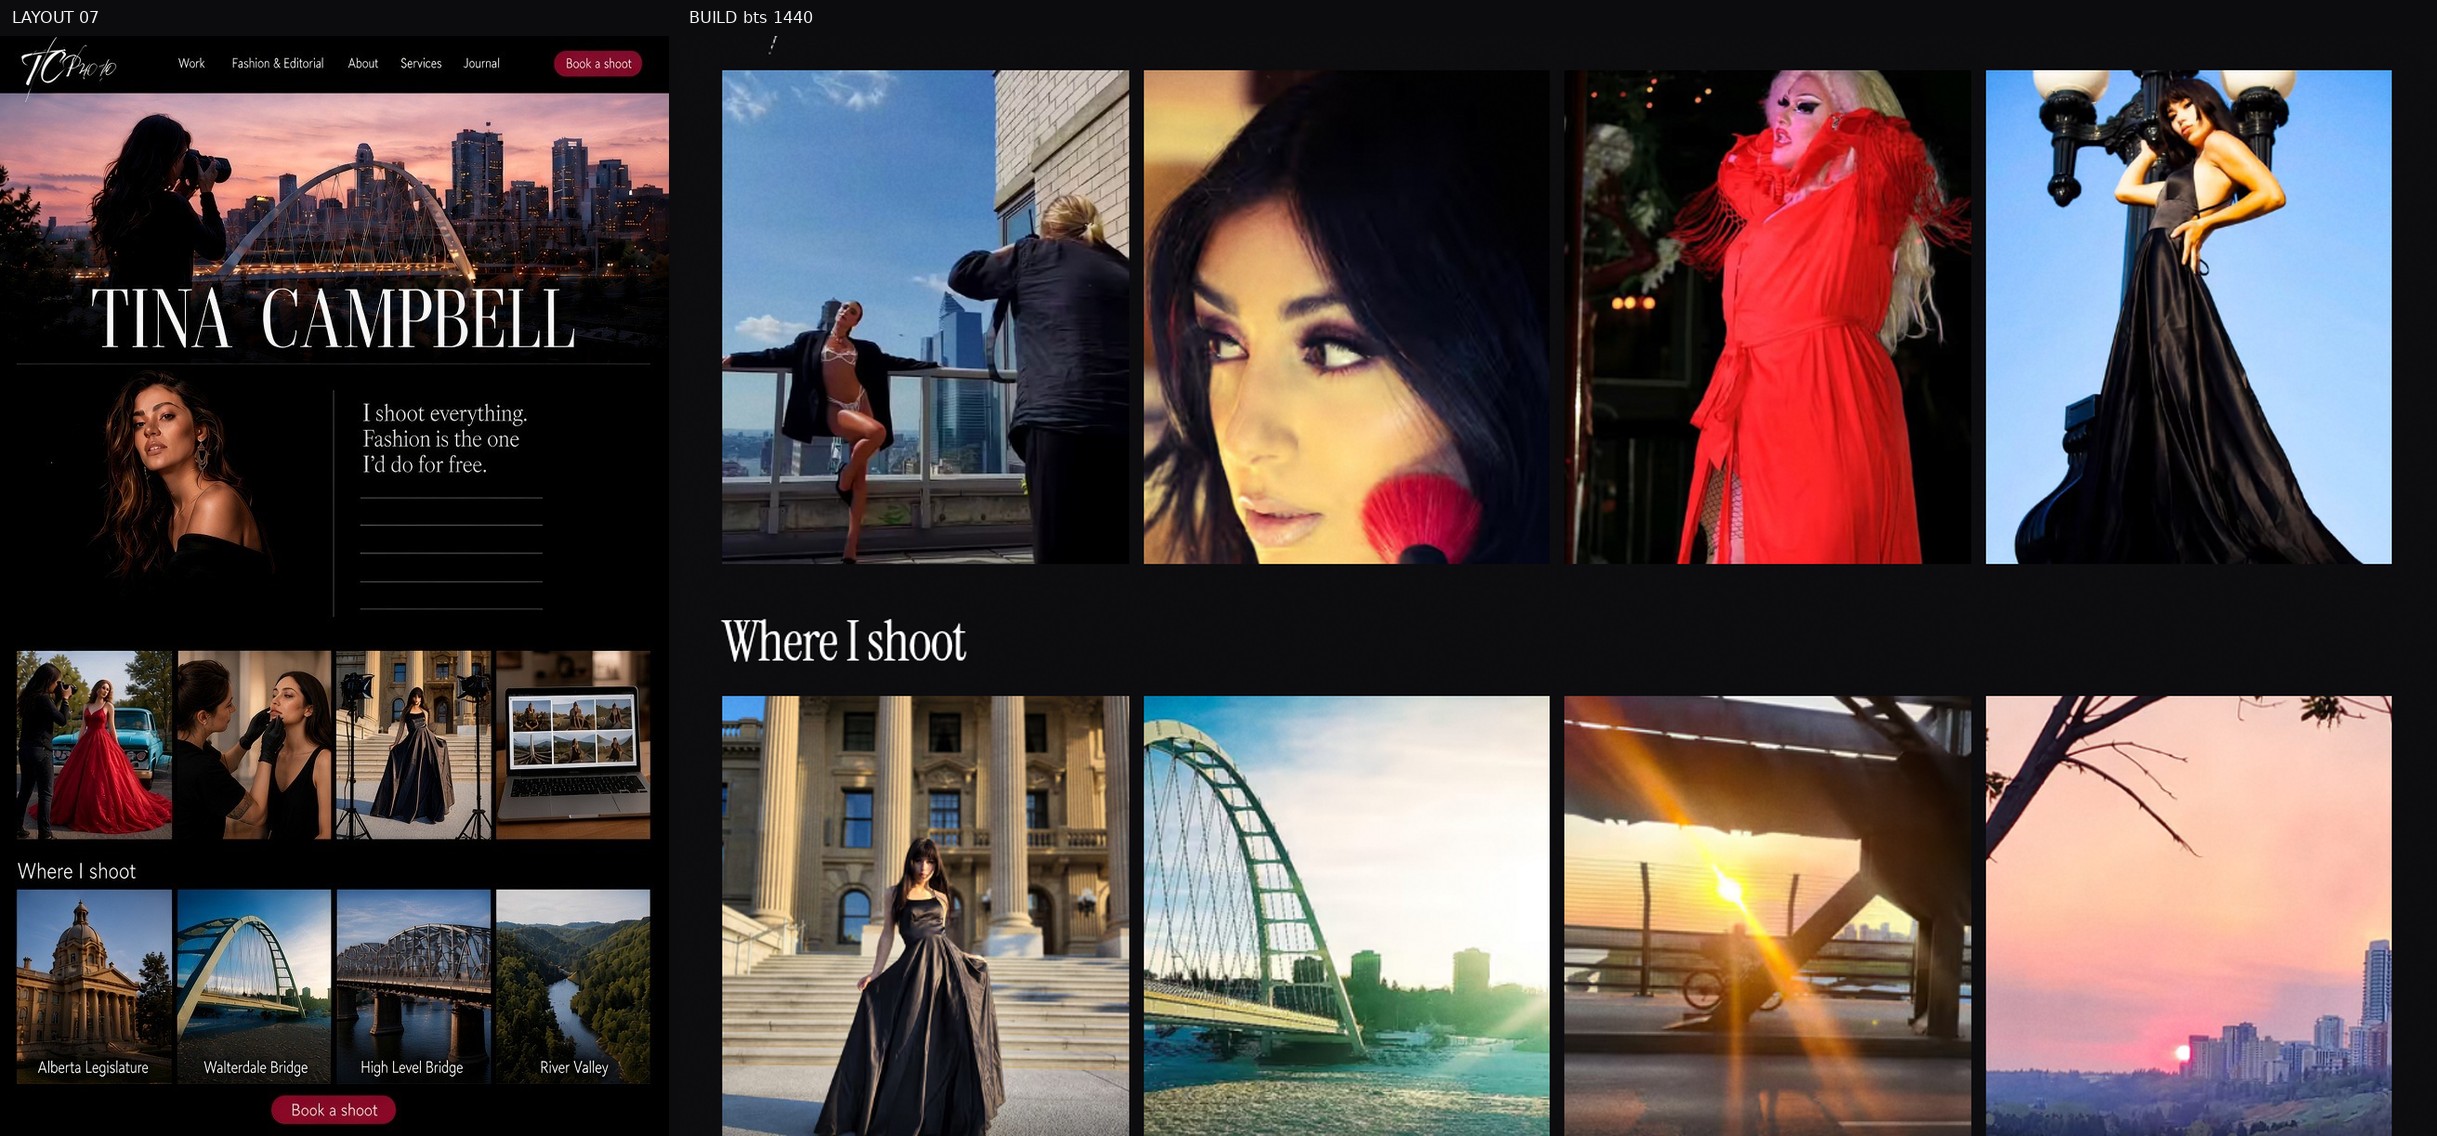 LAYOUT 07
BUILD bts 1440
TC Photo
Work
Fashion & Editorial
About
Services
Journal
Book a shoot
TINA CAMPBELL
I shoot everything.
Fashion is the one
I'd do for free.
Where I shoot
Alberta Legislature
Walterdale Bridge
High Level Bridge
River Valley
Book a shoot
Where I shoot